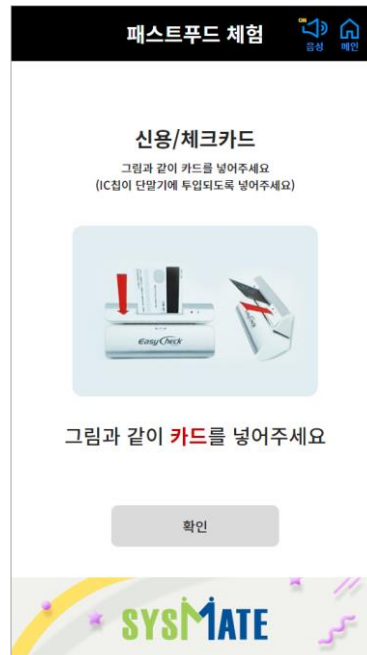 패스트푸드 체험
ON
음성
메인
신용/체크카드
그림과 같이 카드를 넣어주세요
(IC칩이 단말기에 투입되도록 넣어주세요)
EasyCheck
그림과 같이 카드를 넣어주세요
확인
SYSMATE